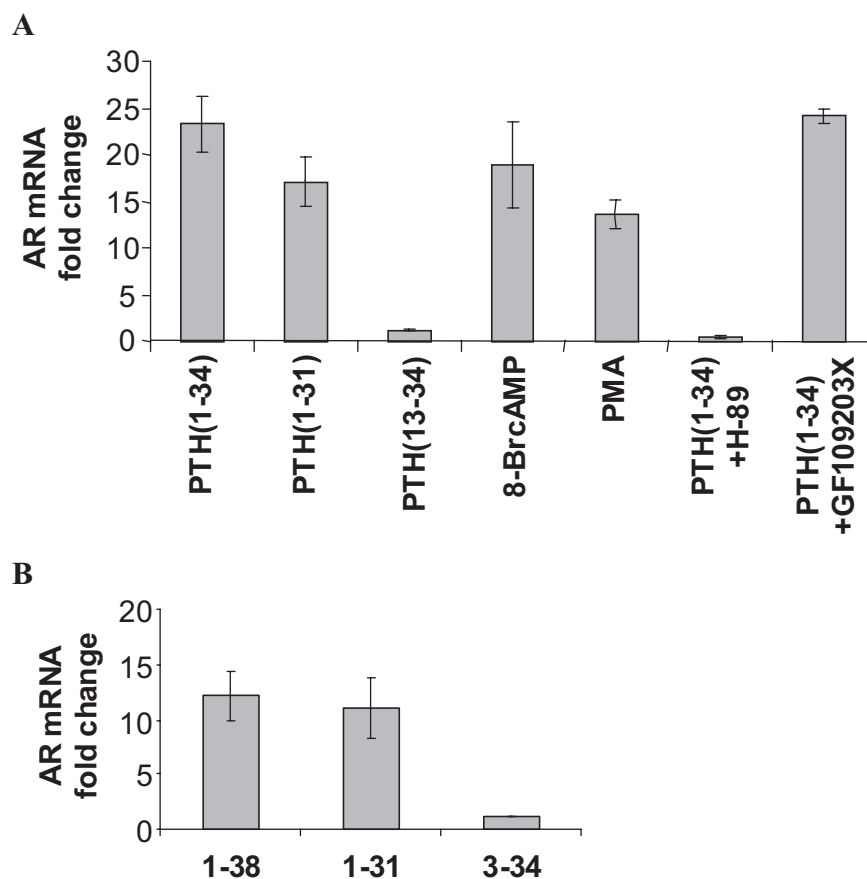 A
AR mRNA
fold change
30
25
20
15
10
5
0
PTH(1-34)
PTH(1-31)
PTH(13-34)
8-BrcAMP
PMA
PTH(1-34)
+H-89
PTH(1-34)
+GF109203X
B
AR mRNA
fold change
20
15
10
5
0
1-38
1-31
3-34